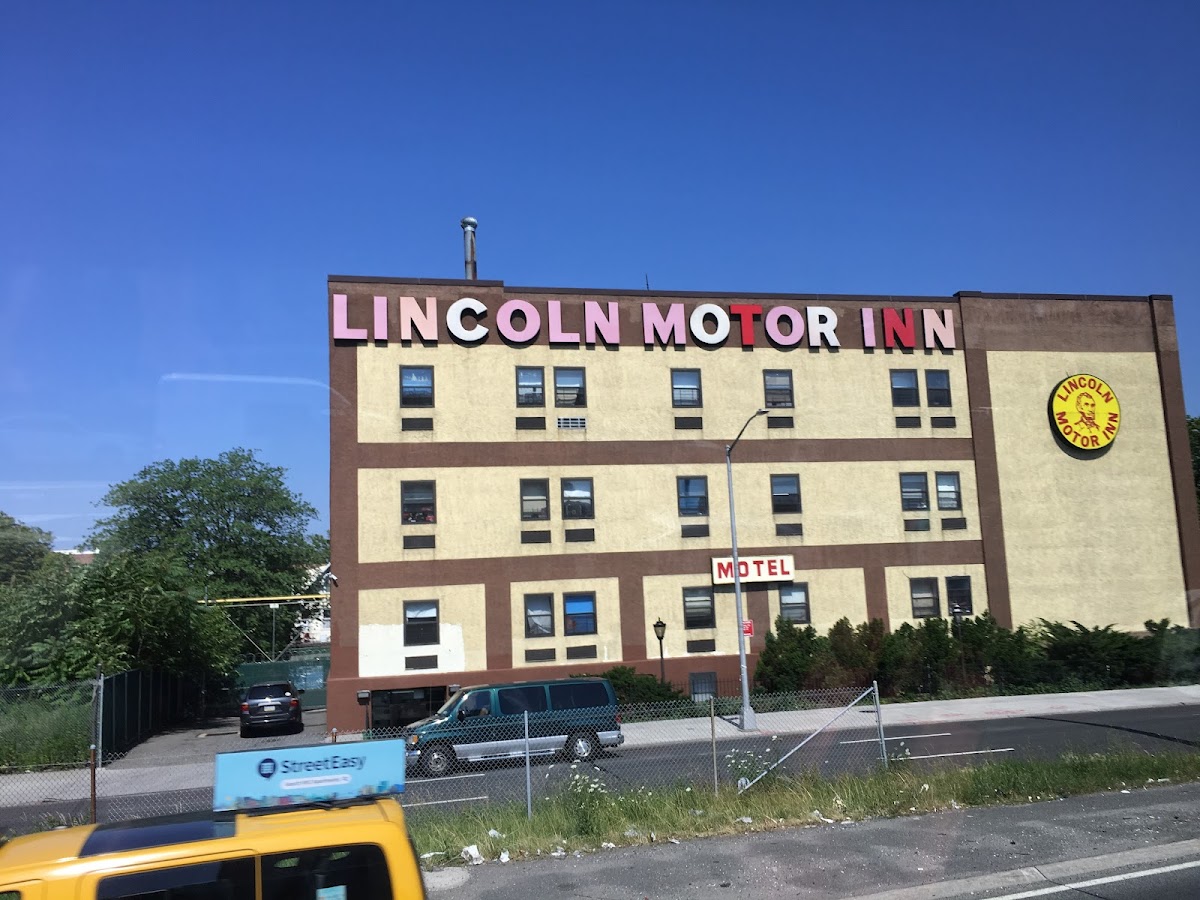 LINCOLN MOTOR INN
LINCOLN
MOTOR INN
MOTEL
StreetEasy